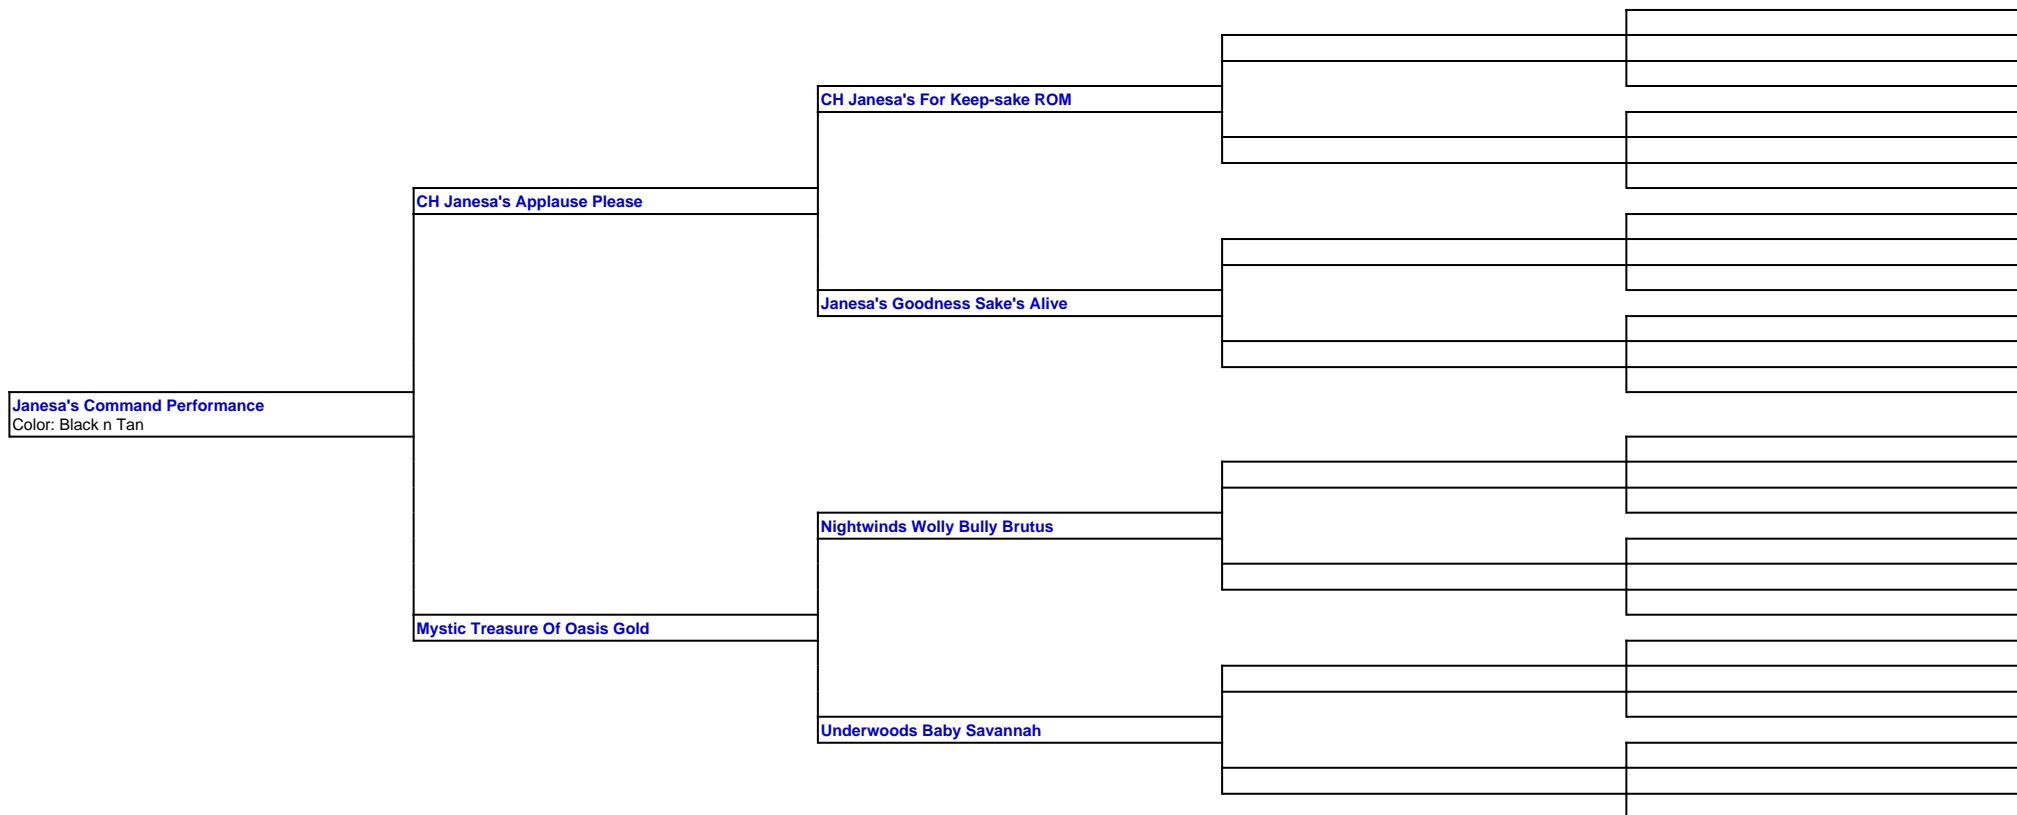 CH Janesa's For Keep-sake ROM
CH Janesa's Applause Please
Janesa's Goodness Sake's Alive
Janesa's Command Performance
Color: Black n Tan
Nightwinds Wolly Bully Brutus
Mystic Treasure Of Oasis Gold
Underwoods Baby Savannah